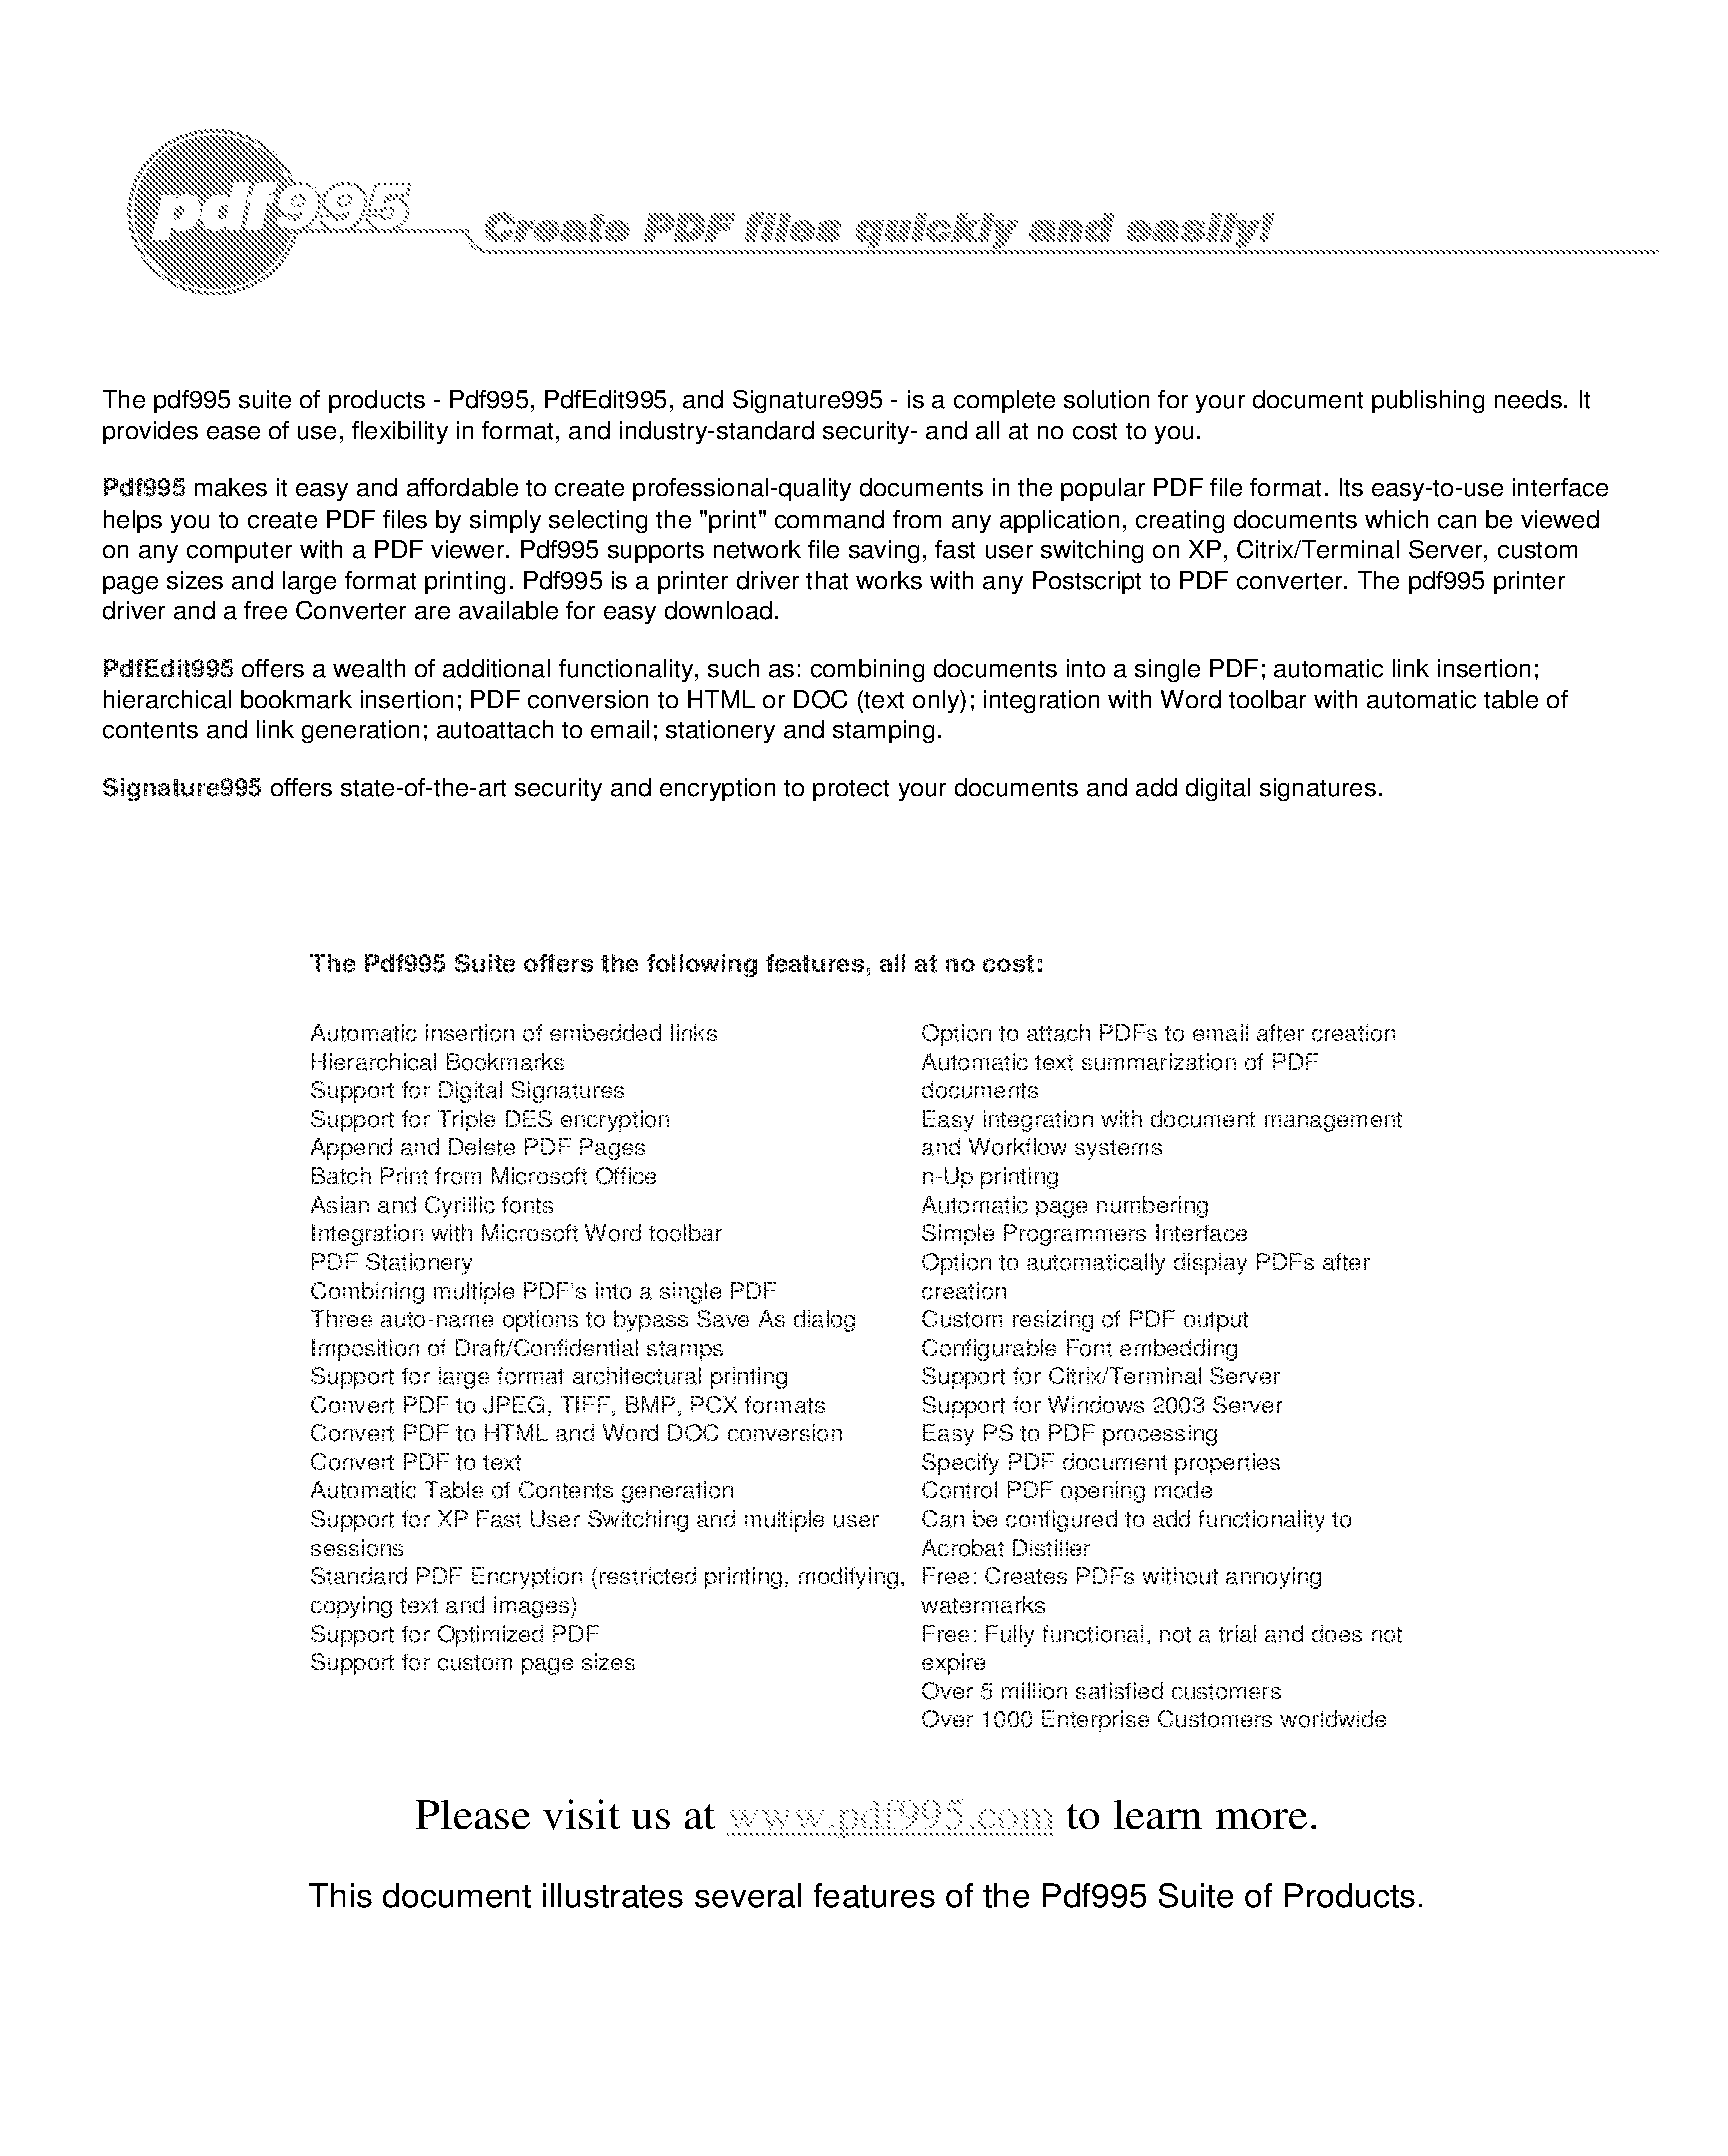 pdf995
Create PDF files quickly and easily!
The pdf995 suite of products - Pdf995, PdfEdit995, and Signature995 - is a complete solution for your document publishing needs. It
provides ease of use, flexibility in format, and industry-standard security- and all at no cost to you.
Pdf995 makes it easy and affordable to create professional-quality documents in the popular PDF file format. Its easy-to-use interface
helps you to create PDF files by simply selecting the "print" command from any application, creating documents which can be viewed
on any computer with a PDF viewer. Pdf995 supports network file saving, fast user switching on XP, Citrix/Terminal Server, custom
page sizes and large format printing. Pdf995 is a printer driver that works with any Postscript to PDF converter. The pdf995 printer
driver and a free Converter are available for easy download.
PdfEdit995 offers a wealth of additional functionality, such as: combining documents into a single PDF; automatic link insertion;
hierarchical bookmark insertion; PDF conversion to HTML or DOC (text only); integration with Word toolbar with automatic table of
contents and link generation; autoattach to email; stationery and stamping.
Signature995 offers state-of-the-art security and encryption to protect your documents and add digital signatures.
The Pdf995 Suite offers the following features, all at no cost:
Automatic insertion of embedded links
Hierarchical Bookmarks
Support for Digital Signatures
Support for Triple DES encryption
Append and Delete PDF Pages
Batch Print from Microsoft Office
Asian and Cyrillic fonts
Integration with Microsoft Word toolbar
PDF Stationery
Combining multiple PDF's into a single PDF
Three auto-name options to bypass Save As dialog
Imposition of Draft/Confidential stamps
Support for large format architectural printing
Convert PDF to JPEG, TIFF, BMP, PCX formats
Convert PDF to HTML and Word DOC conversion
Convert PDF to text
Automatic Table of Contents generation
Support for XP Fast User Switching and multiple user
sessions
Standard PDF Encryption (restricted printing, modifying,
copying text and images)
Support for Optimized PDF
Support for custom page sizes
Option to attach PDFs to email after creation
Automatic text summarization of PDF
documents
Easy integration with document management
and Workflow systems
n-Up printing
Automatic page numbering
Simple Programmers Interface
Option to automatically display PDFs after
creation
Custom resizing of PDF output
Configurable Font embedding
Support for Citrix/Terminal Server
Support for Windows 2003 Server
Easy PS to PDF processing
Specify PDF document properties
Control PDF opening mode
Can be configured to add functionality to
Acrobat Distiller
Free: Creates PDFs without annoying
watermarks
Free: Fully functional, not a trial and does not
expire
Over 5 million satisfied customers
Over 1000 Enterprise Customers worldwide
Please visit us at www.pdf995.com to learn more.
This document illustrates several features of the Pdf995 Suite of Products.